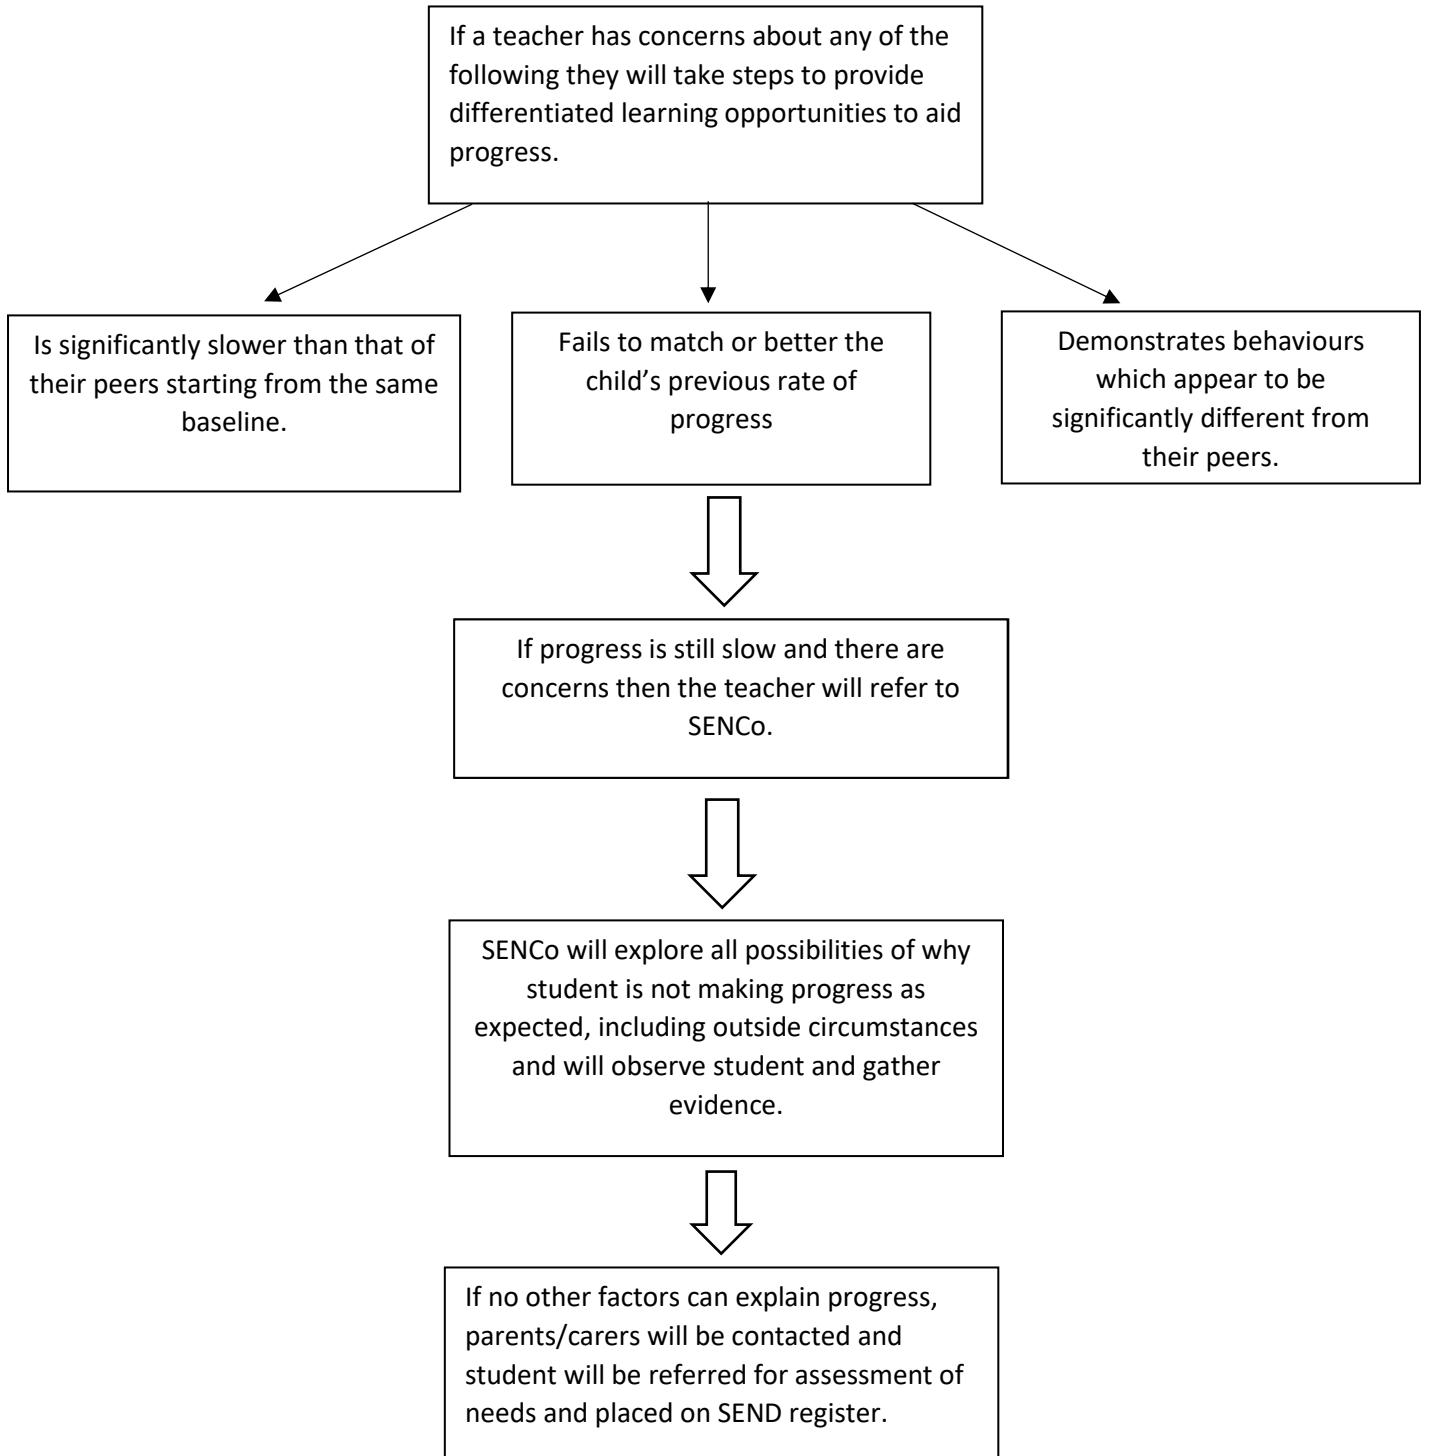 If a teacher has concerns about any of the
following they will take steps to provide
differentiated learning opportunities to aid
progress.
Is significantly slower than that of
their peers starting from the same
baseline.
Fails to match or better the
child’s previous rate of
progress
Demonstrates behaviours
which appear to be
significantly different from
their peers.
If progress is still slow and there are
concerns then the teacher will refer to
SENCo.
SENCo will explore all possibilities of why
student is not making progress as
expected, including outside circumstances
and will observe student and gather
evidence.
If no other factors can explain progress,
parents/carers will be contacted and
student will be referred for assessment of
needs and placed on SEND register.